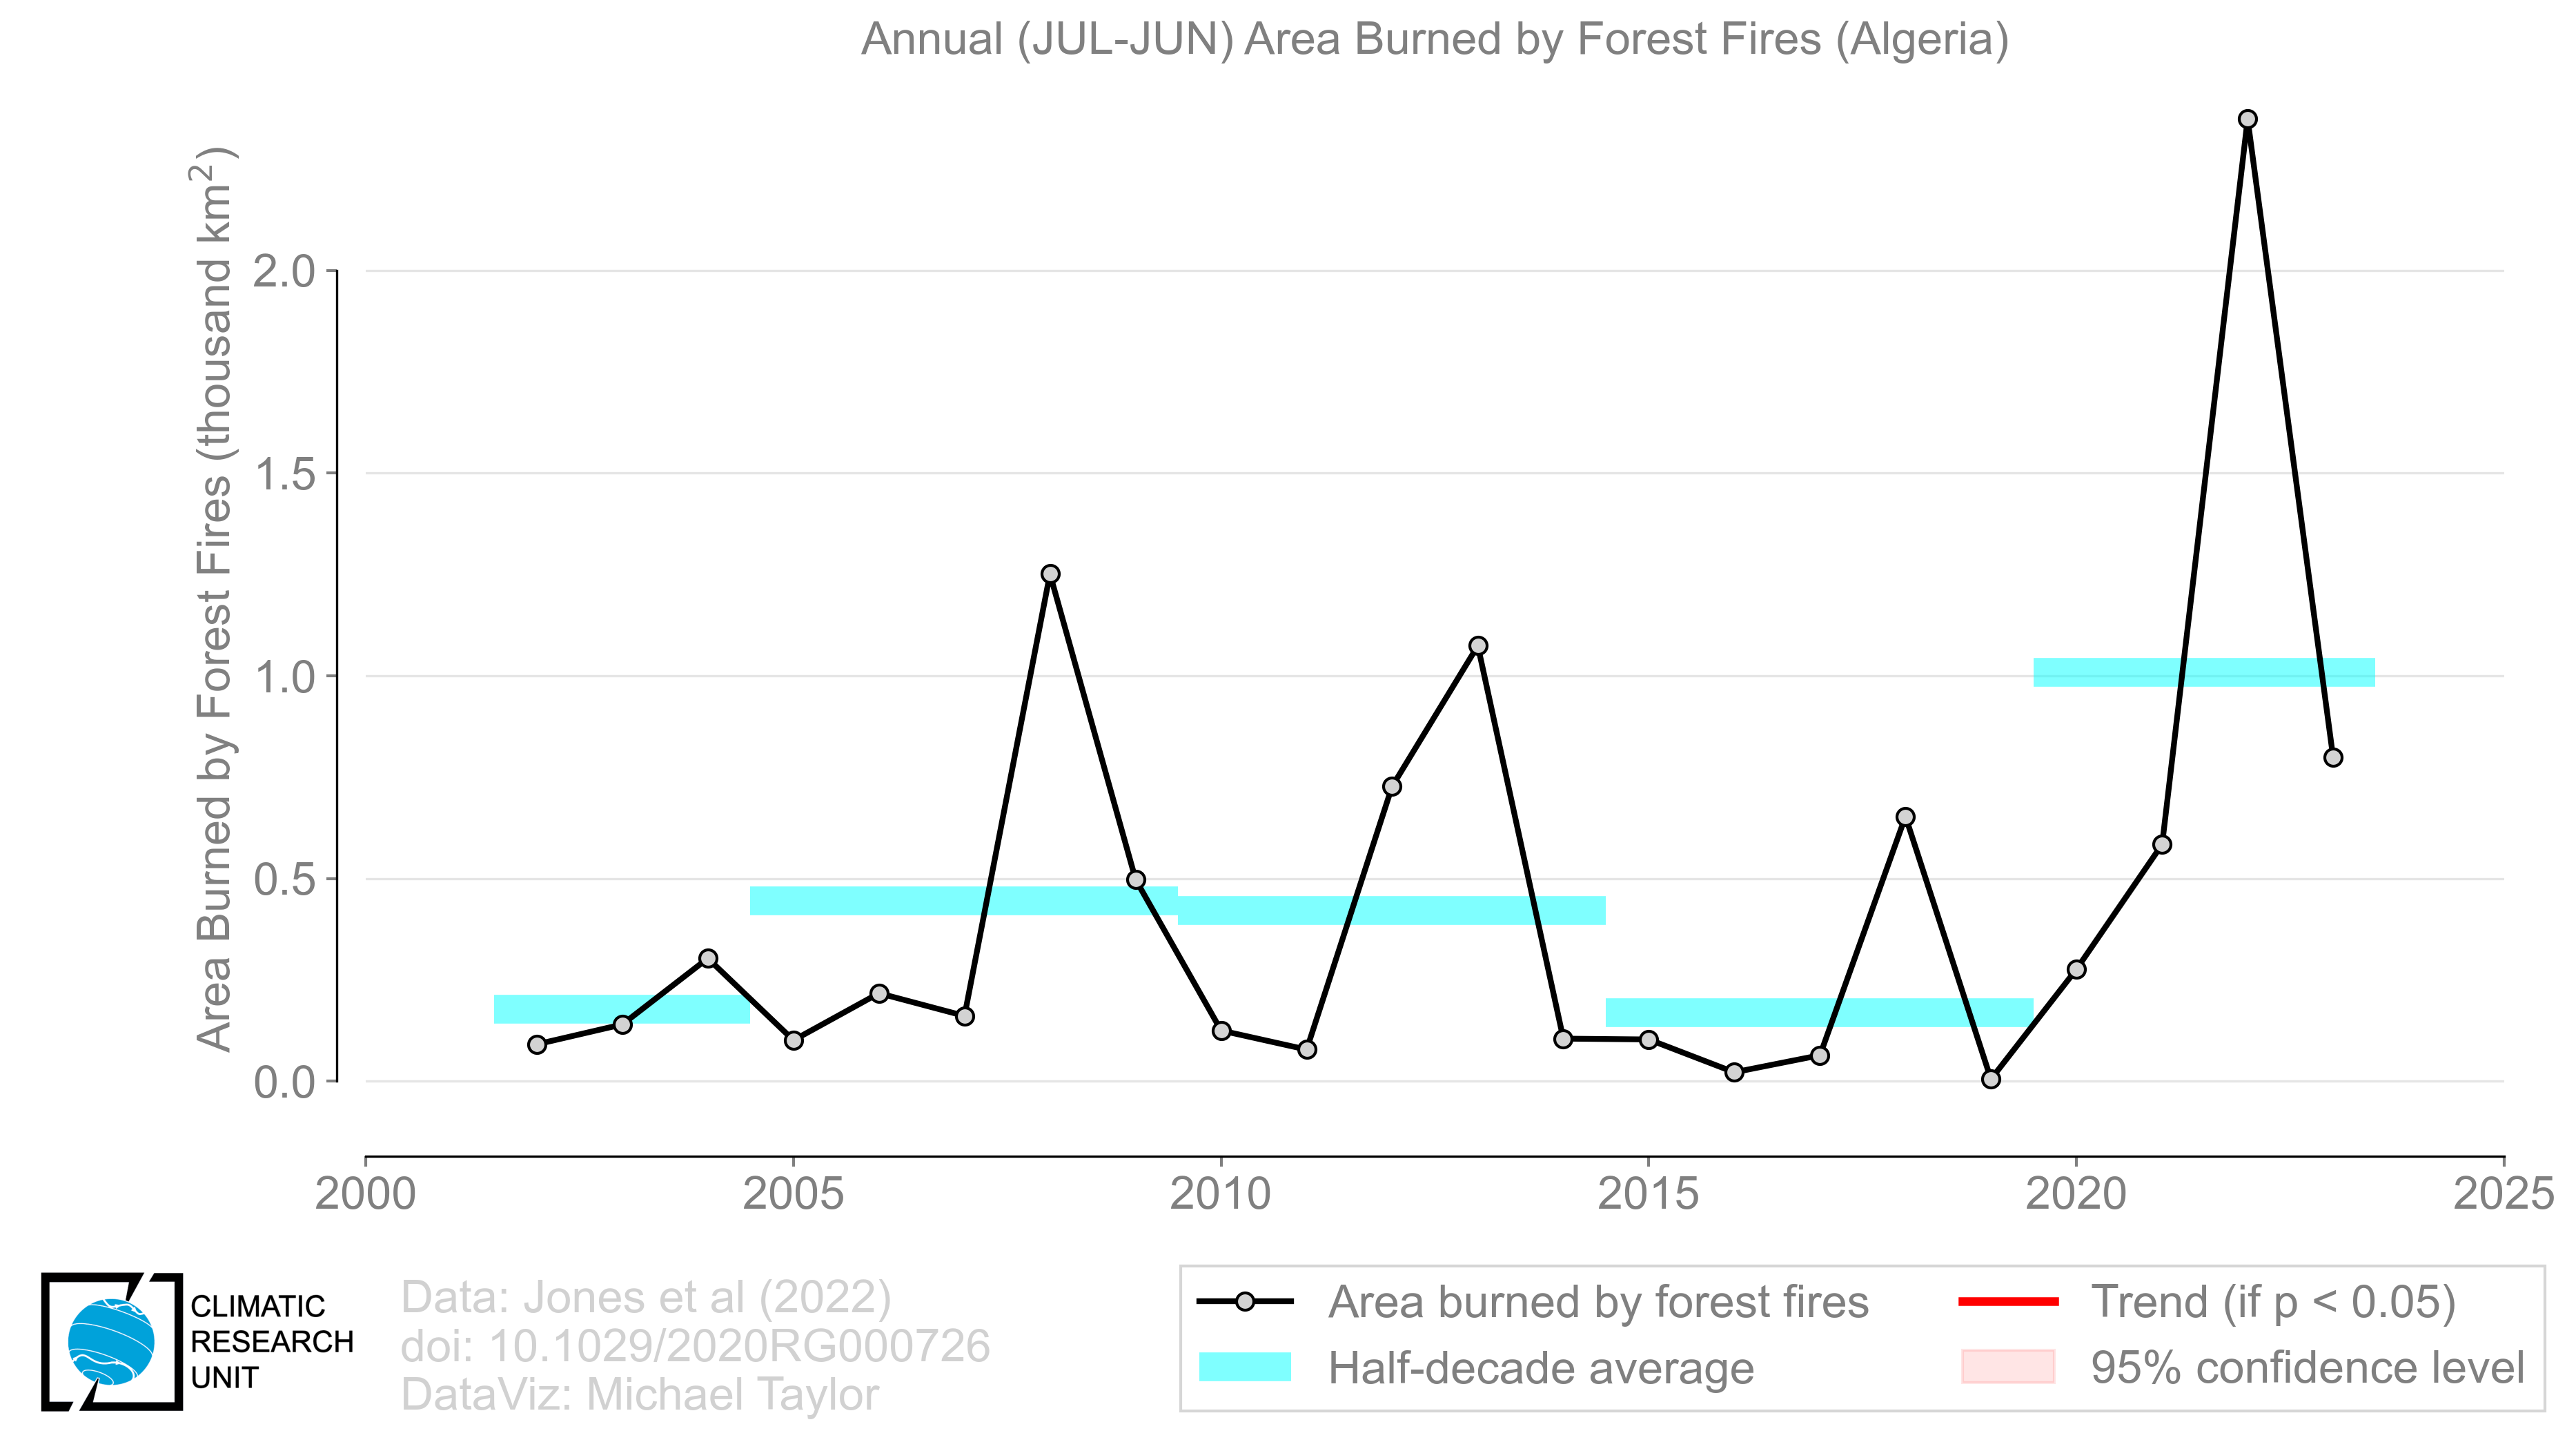 Annual (JUL-JUN) Area Burned by Forest Fires (Algeria)
Area Burned by Forest Fires (thousand km²)
2.0
1.5
1.0
0.5
0.0
2000 2005 2010 2015 2020 2025
CLIMATIC
RESEARCH
UNIT
Data: Jones et al (2022)
doi: 10.1029/2020RG000726
DataViz: Michael Taylor
Area burned by forest fires
Half-decade average
Trend (if p < 0.05)
95% confidence level